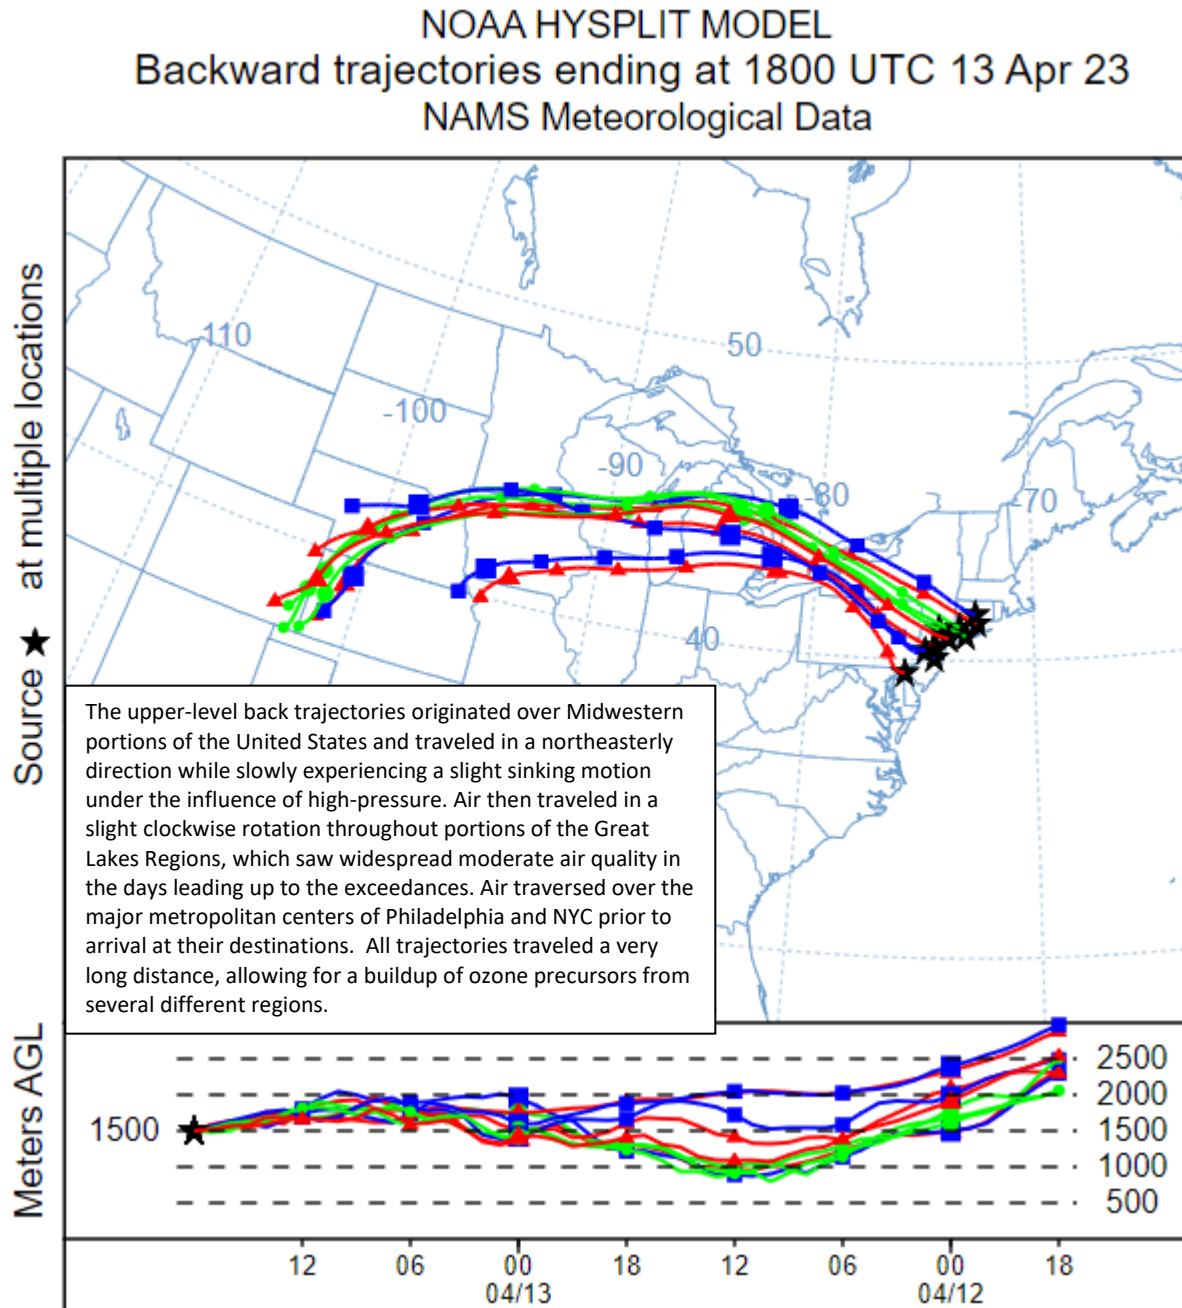 NOAA HYSPLIT MODEL
Backward trajectories ending at 1800 UTC 13 Apr 23
NAMS Meteorological Data
Source ★ at multiple locations
-110
-100
-90
-80
-70
50
40
The upper-level back trajectories originated over Midwestern
portions of the United States and traveled in a northeasterly
direction while slowly experiencing a slight sinking motion
under the influence of high-pressure. Air then traveled in a
slight clockwise rotation throughout portions of the Great
Lakes Regions, which saw widespread moderate air quality in
the days leading up to the exceedances. Air traversed over the
major metropolitan centers of Philadelphia and NYC prior to
arrival at their destinations.  All trajectories traveled a very
long distance, allowing for a buildup of ozone precursors from
several different regions.
Meters AGL
1500
2500
2000
1500
1000
500
12 06 00 18 12 06 00 18
04/13 04/12